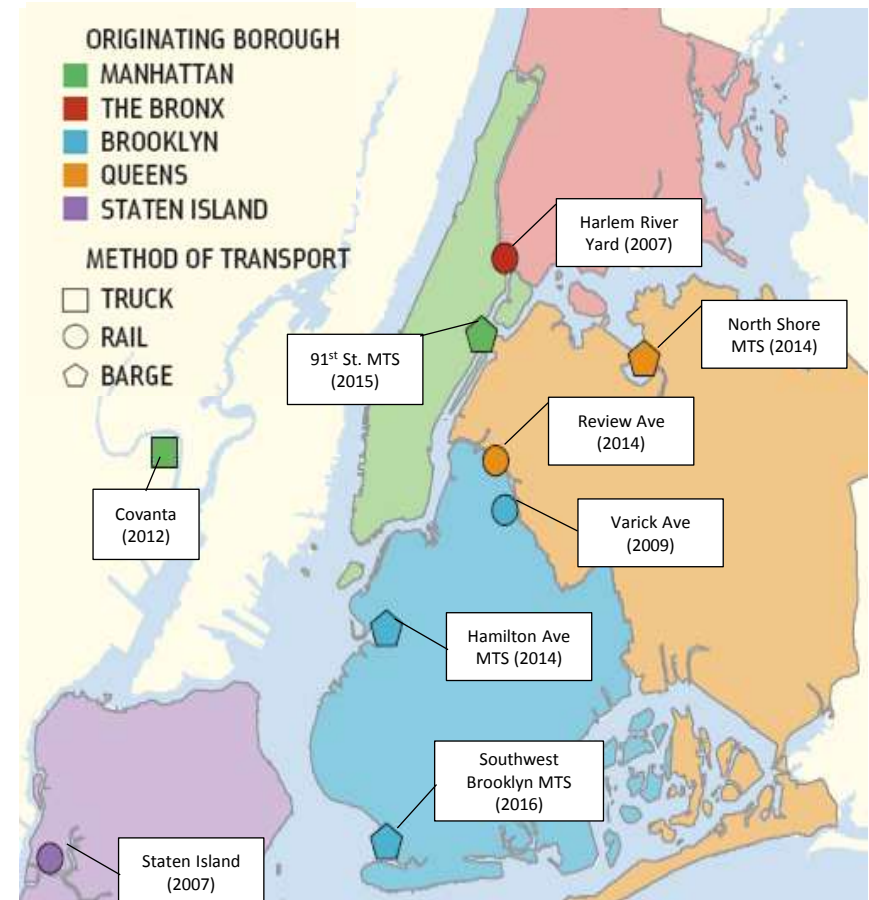 ORIGINATING BOROUGH
MANHATTAN
THE BRONX
BROOKLYN
QUEENS
STATEN ISLAND
METHOD OF TRANSPORT
TRUCK
RAIL
BARGE
Harlem River
Yard (2007)
North Shore
MTS (2014)
91st St. MTS
(2015)
Review Ave
(2014)
Covanta
(2012)
Varick Ave
(2009)
Hamilton Ave
MTS (2014)
Southwest
Brooklyn MTS
(2016)
Staten Island
(2007)